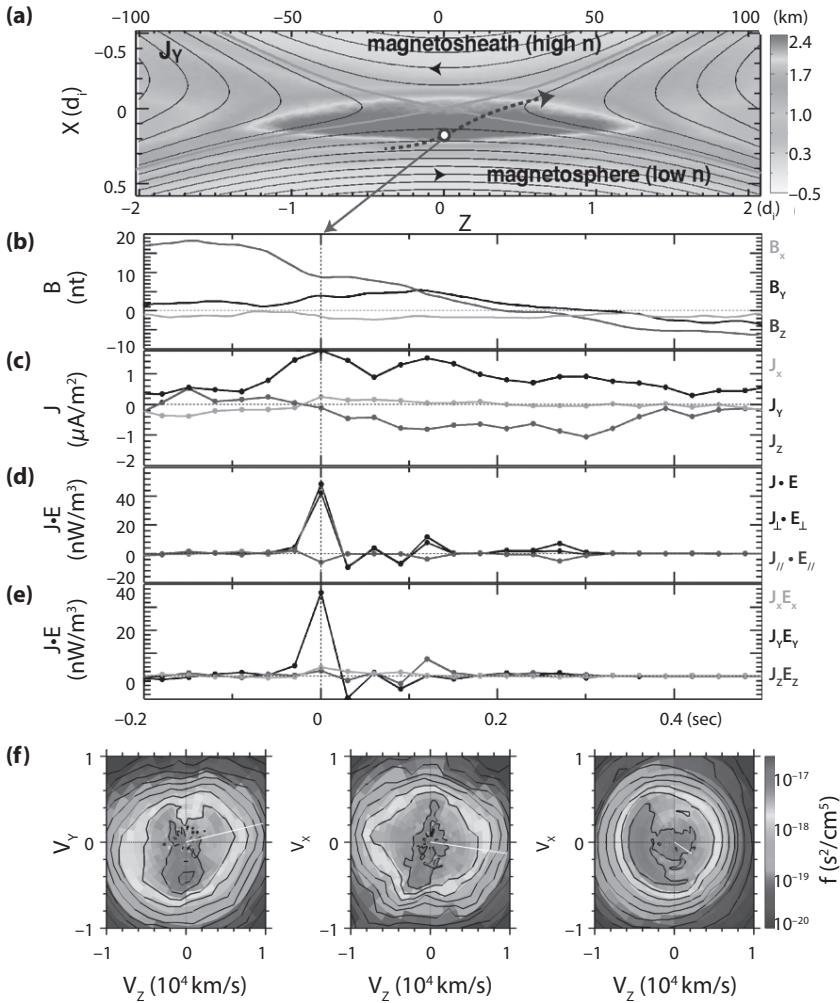 (a)
−100 −50 0 50 100 (km)
J_Y
magnetosheath (high n)
X (d_i)
−0.5
0
0.5
magnetosphere (low n)
2.4
1.7
1.0
0.3
−0.5
−2 −1 0 1 2 (d_i)
Z
(b)
B
(nt)
20
10
0
−10
B_x
B_Y
B_Z
(c)
J
(μA/m²)
1
0
−1
−2
J_x
J_Y
J_Z
(d)
J•E
(nW/m³)
40
20
0
−20
J • E
J_⊥ • E_⊥
J_// • E_//
(e)
J•E
(nW/m³)
40
20
0
J_xE_x
J_YE_Y
J_ZE_Z
−0.2 0 0.2 0.4 (sec)
(f)
V_Y
1
0
−1
−1 0 1
V_Z (10⁴ km/s)
V_x
1
0
−1
−1 0 1
V_Z (10⁴ km/s)
V_x
1
0
−1
−1 0 1
V_Z (10⁴ km/s)
10⁻¹⁷
10⁻¹⁸
10⁻¹⁹
10⁻²⁰
f (s²/cm⁵)